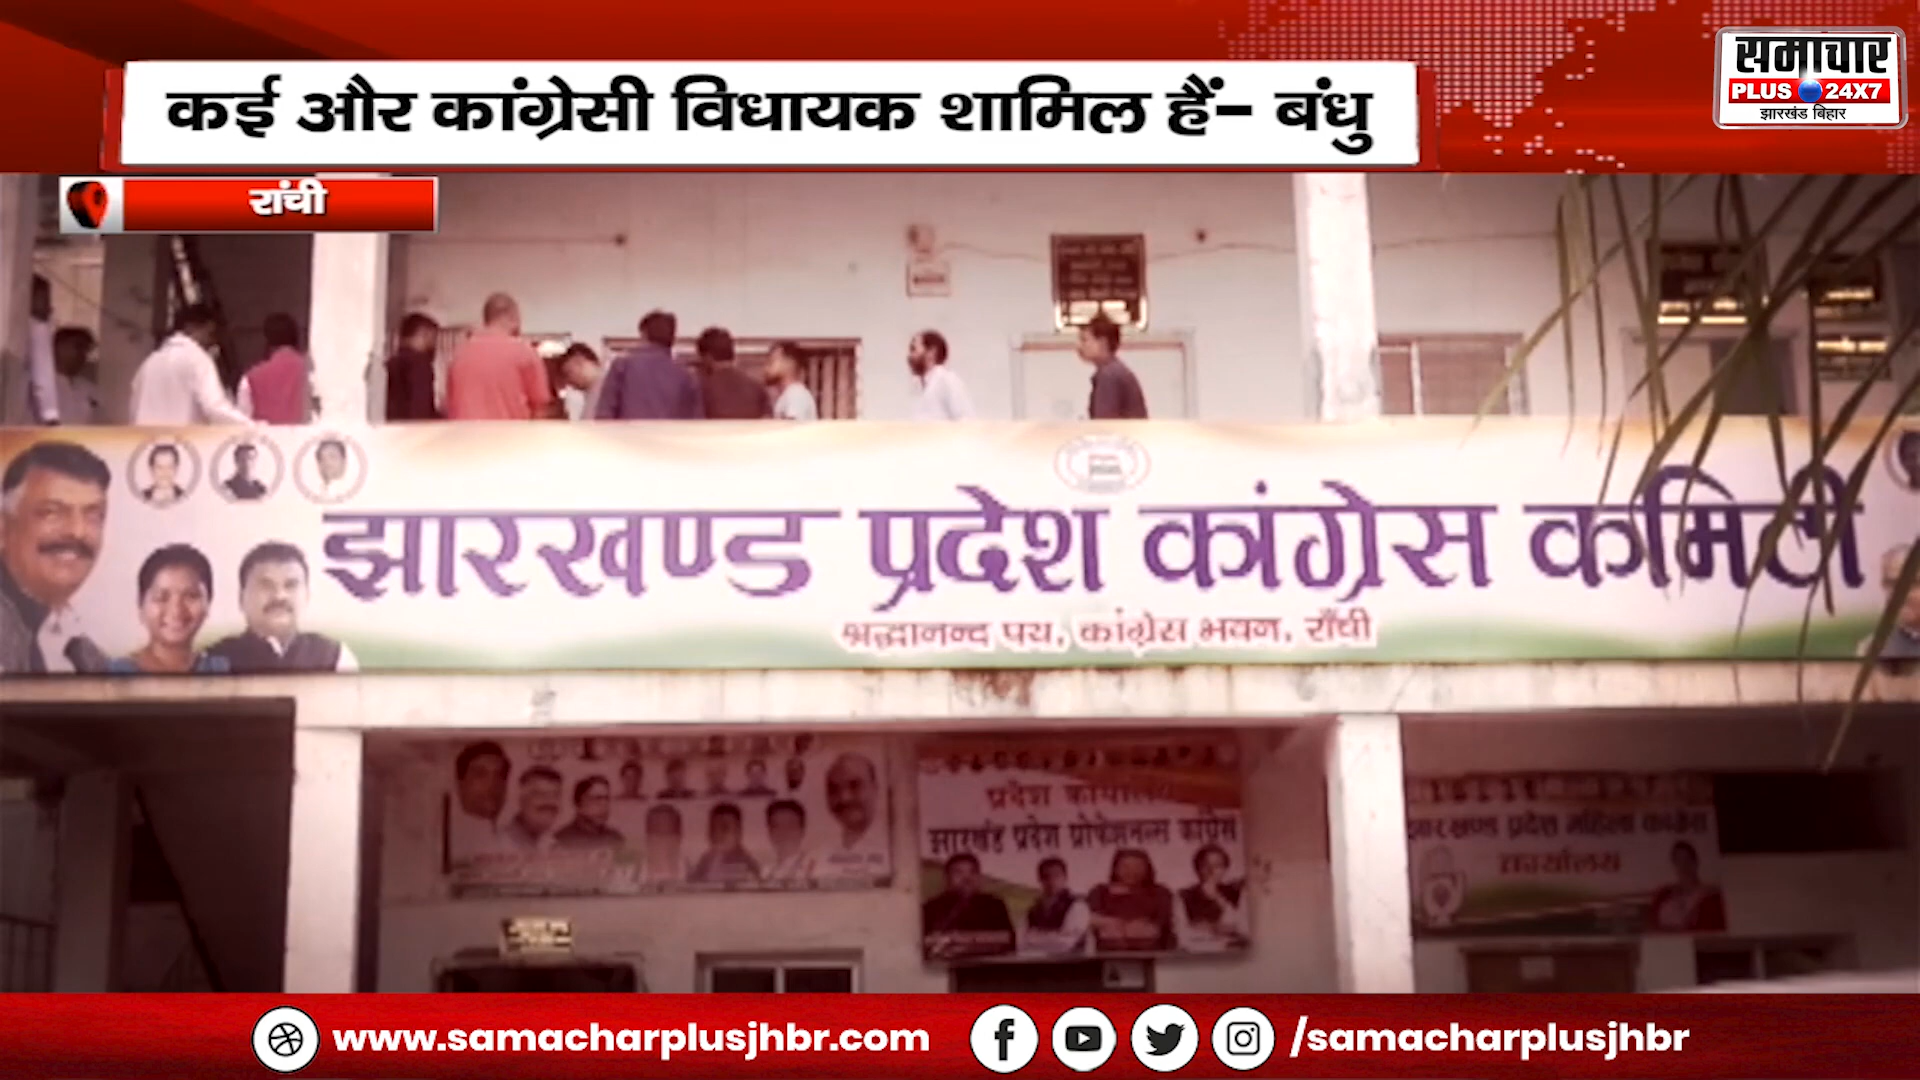 कई और कांग्रेसी विधायक शामिल हैं- बंधु
समाचार
PLUS 24X7
झारखंड बिहार
रांची
झारखण्ड प्रदेश कांग्रेस कमिटी
श्रद्धानन्द पथ, कांग्रेस भवन, राँची
प्रदेश कार्यालय
झारखंड प्रदेश प्रोफेशनल्स कांग्रेस
झारखण्ड प्रदेश महिला कांग्रेस
कार्यालय
www.samacharplusjhbr.com
/samacharplusjhbr